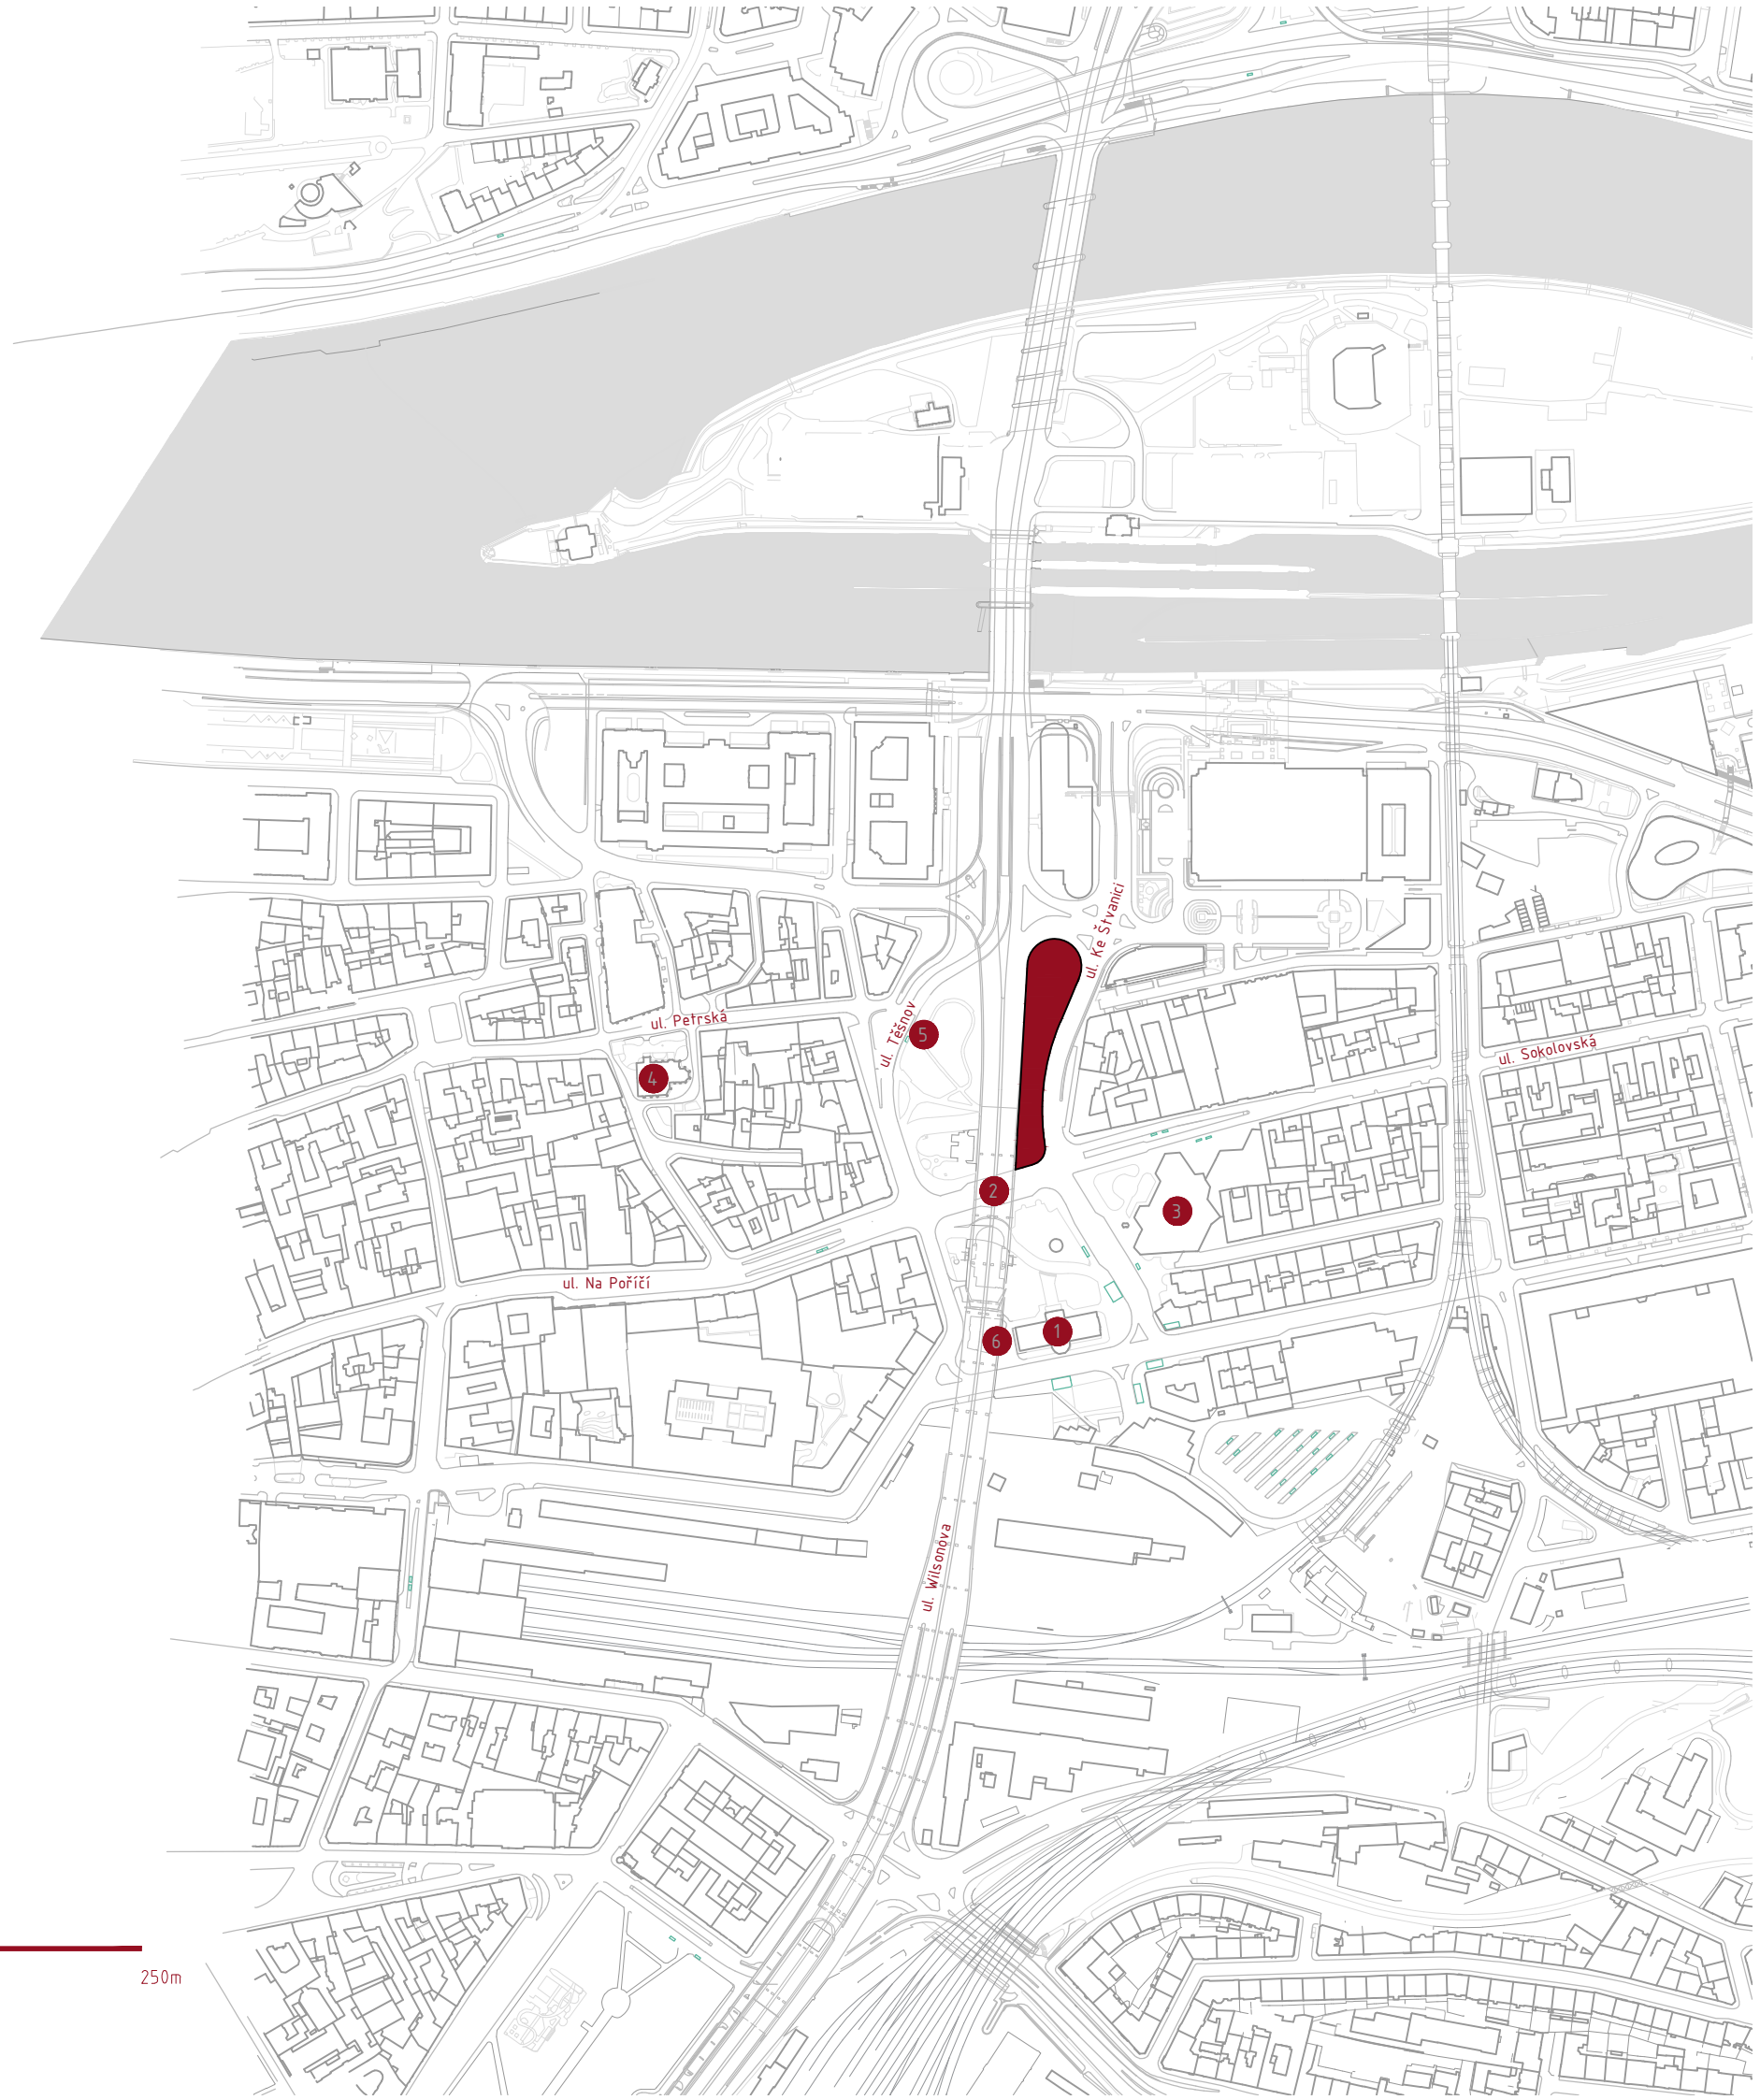 ul. Ke Štvanici
ul. Petrská
ul. Těšnov
5
ul. Sokolovská
4
2
3
ul. Na Poříčí
6
1
ul. Wilsonova
250m